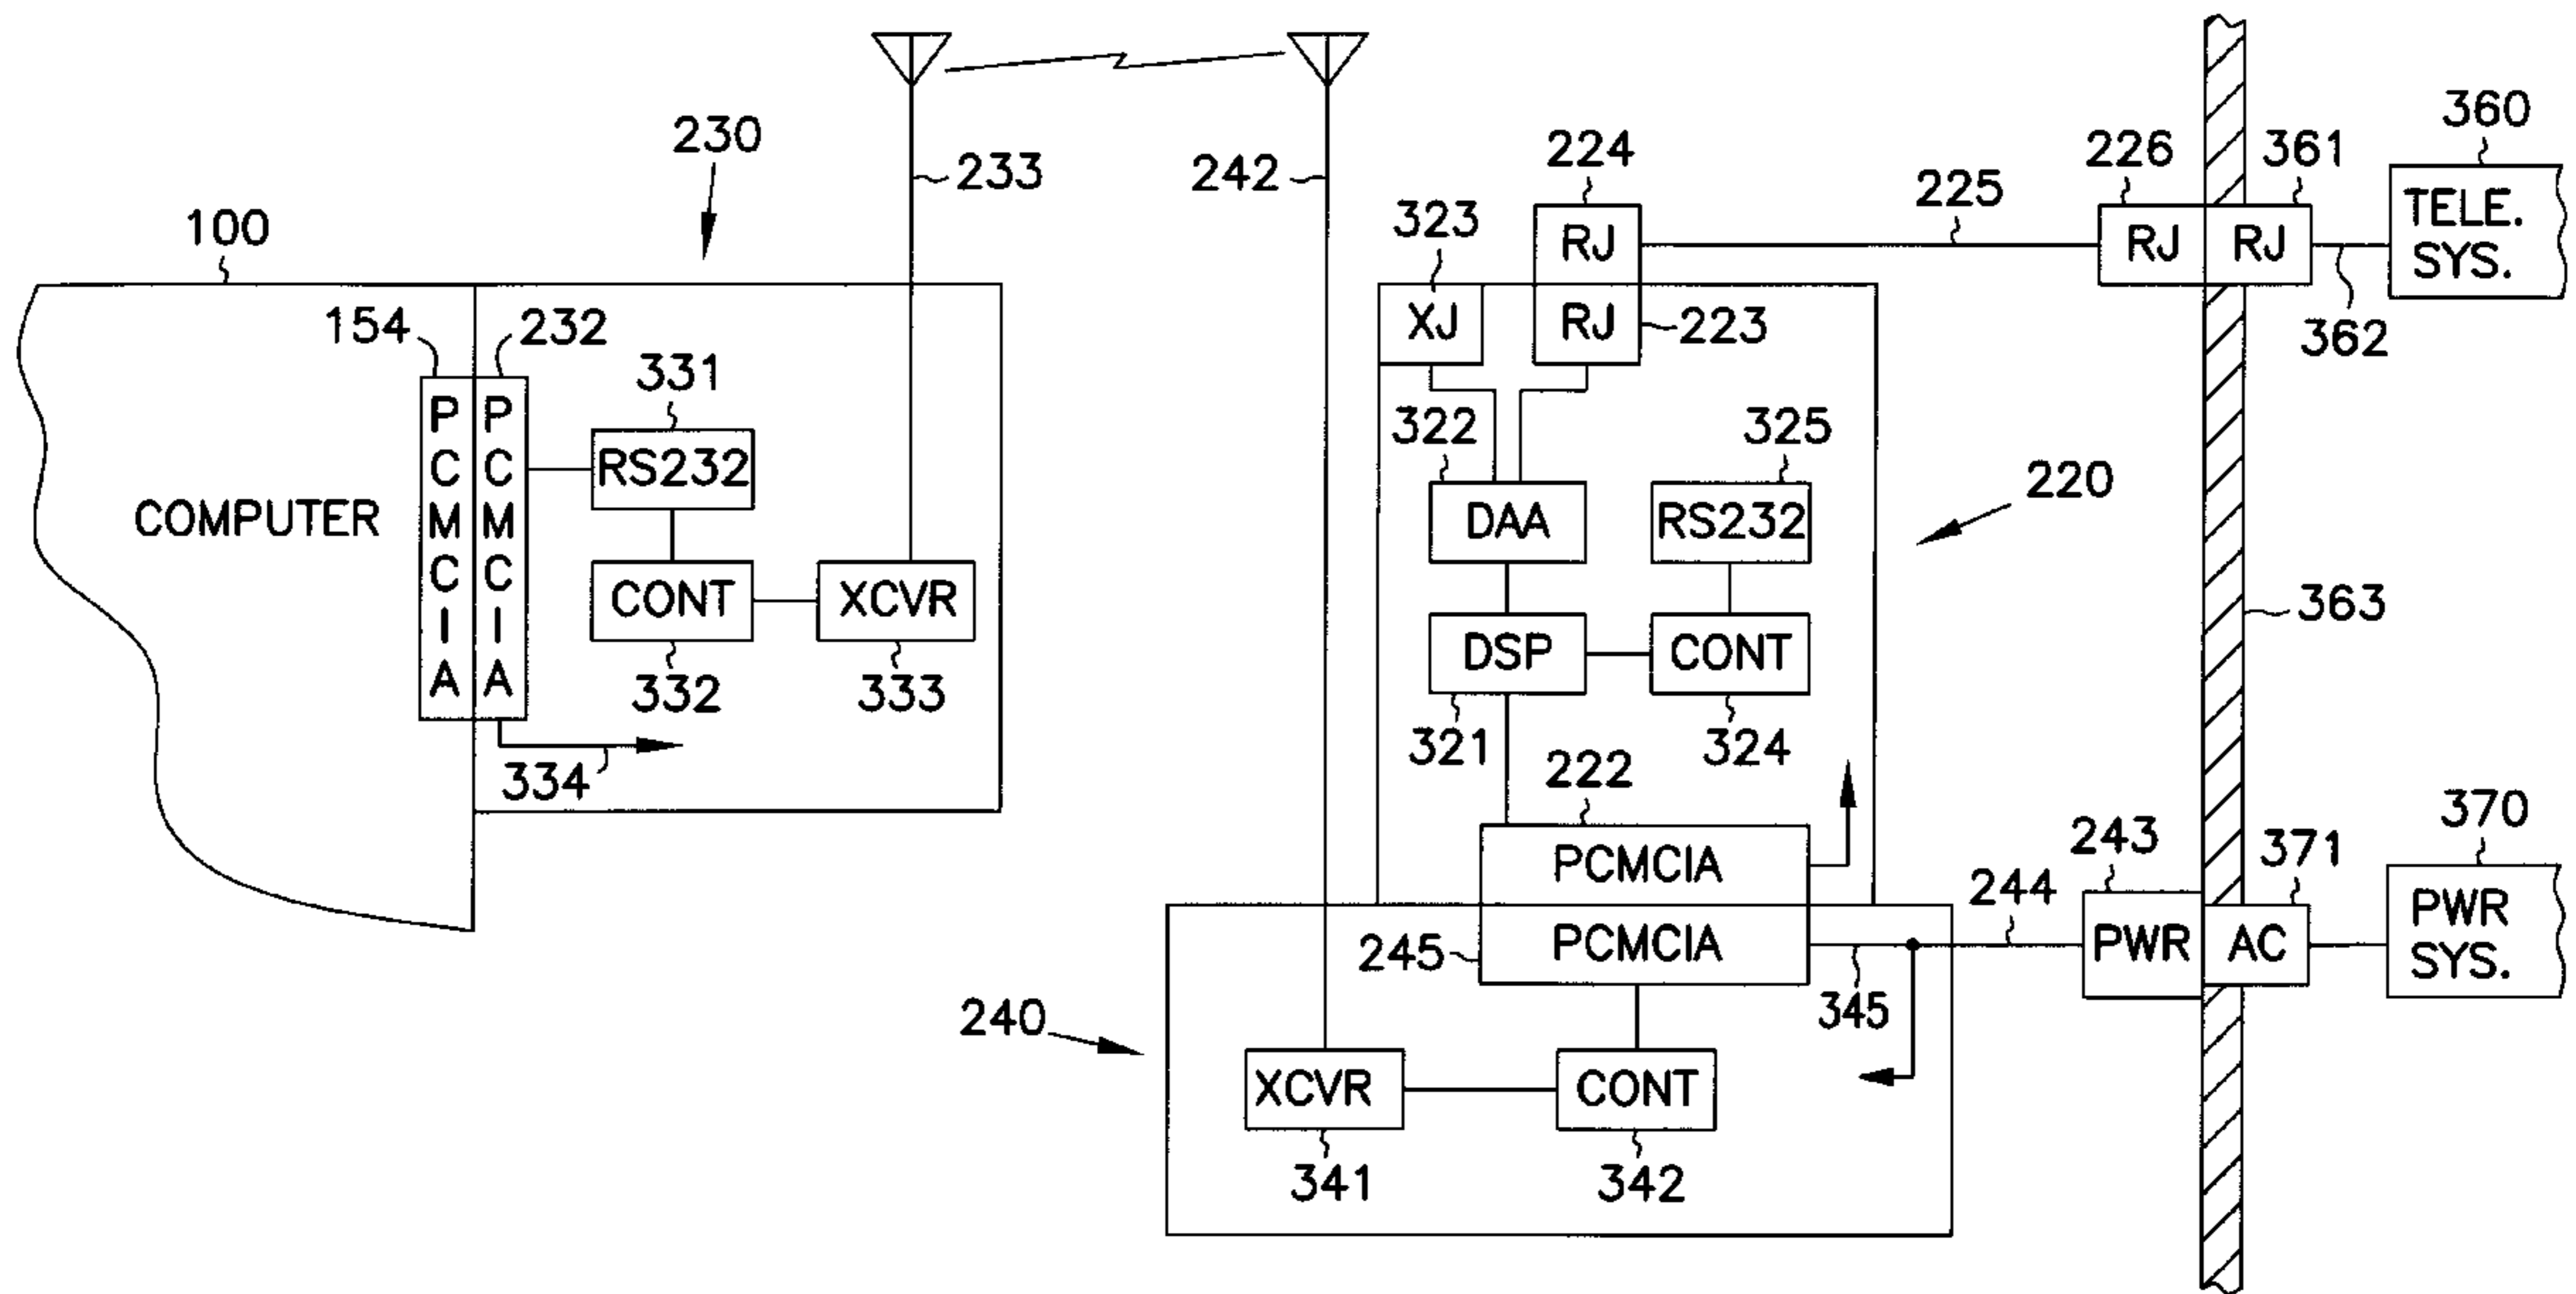 230
233
242
224
226
361
360
100
323
225
RJ
RJ
RJ
TELE.
SYS.
154
232
XJ
RJ
223
362
331
322
325
PCMCIA
PCMCIA
RS232
220
COMPUTER
DAA
RS232
CONT
XCVR
363
332
333
DSP
CONT
334
321
324
222
243
371
370
PCMCIA
244
245
PCMCIA
PWR
AC
PWR
SYS.
345
240
XCVR
CONT
341
342